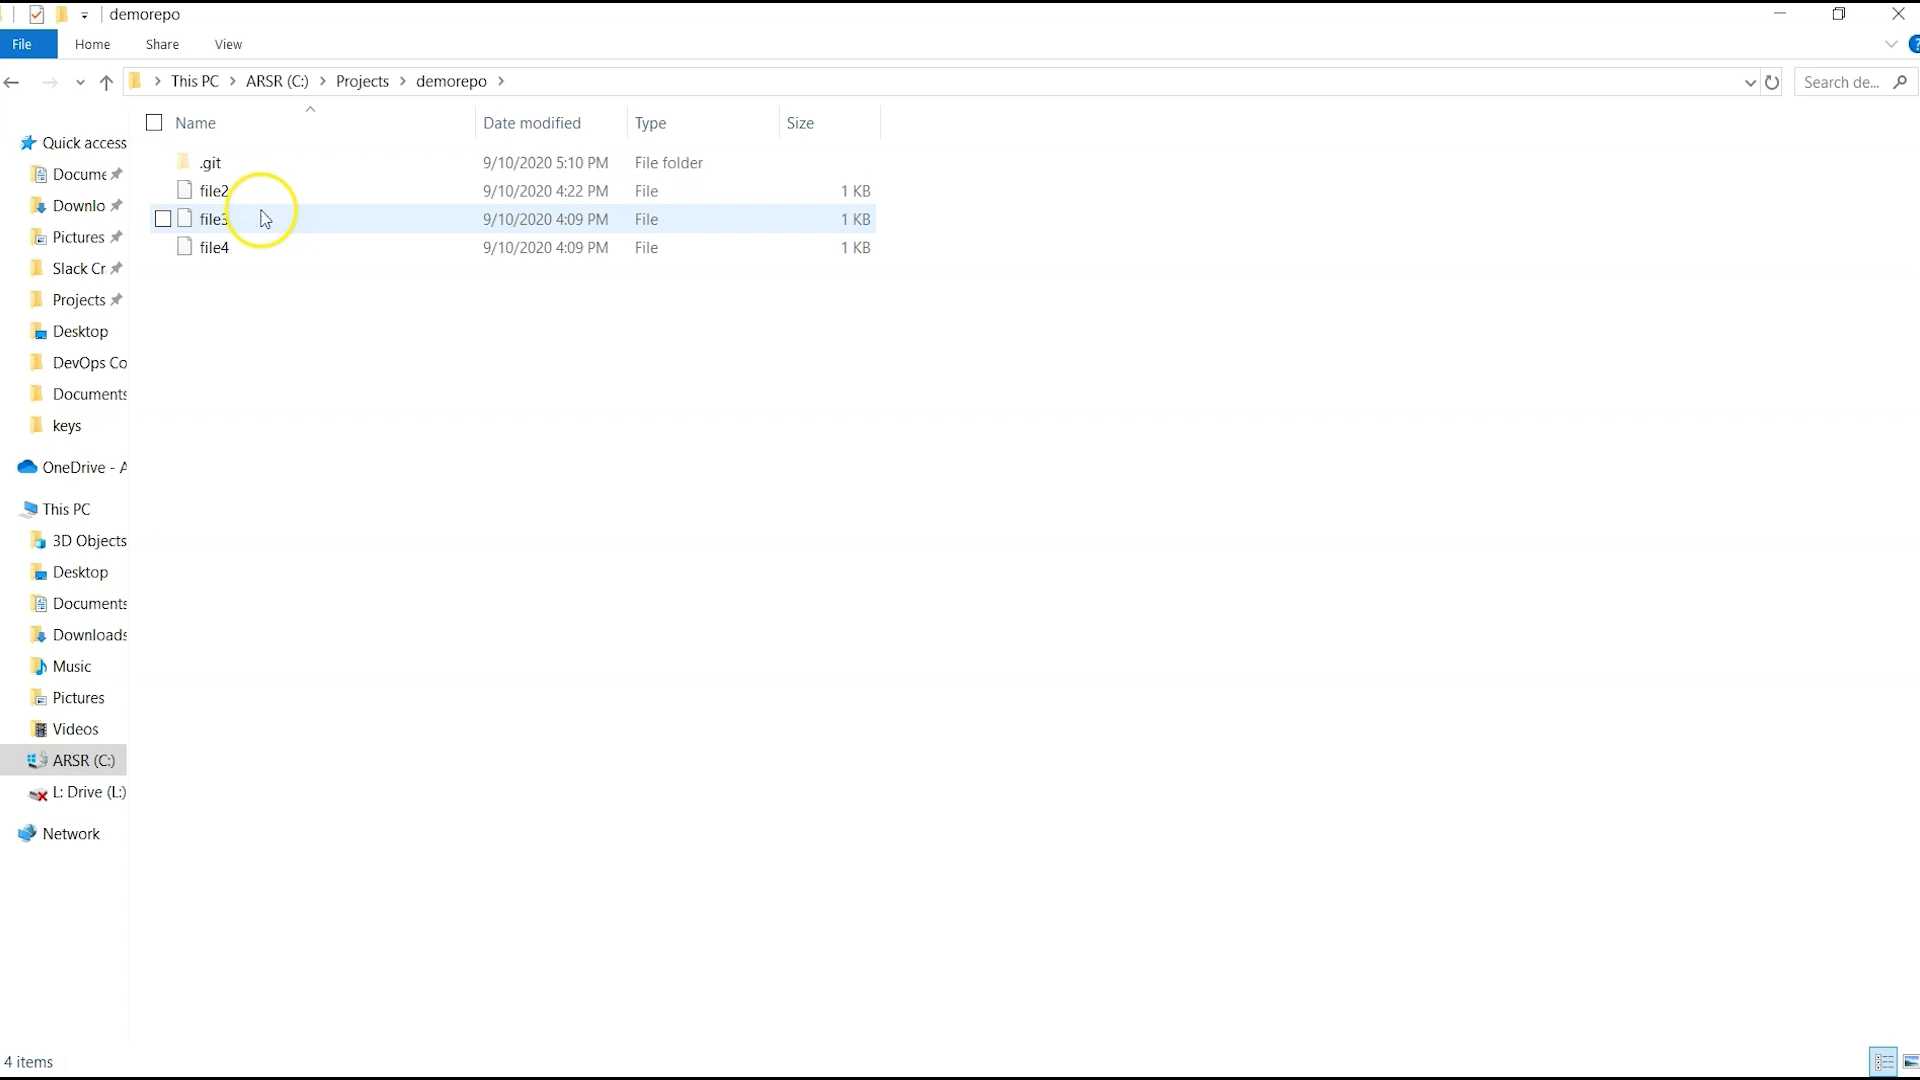 demorepo
File Home Share View
This PC ARSR (C:) Projects demorepo
Search de...
Name Date modified Type Size
.git 9/10/2020 5:10 PM File folder
file2 9/10/2020 4:22 PM File 1 KB
file3 9/10/2020 4:09 PM File 1 KB
file4 9/10/2020 4:09 PM File 1 KB
Quick access
Docume
Downlo
Pictures
Slack Cr
Projects
Desktop
DevOps Co
Documents
keys
OneDrive - A
This PC
3D Objects
Desktop
Documents
Downloads
Music
Pictures
Videos
ARSR (C:)
L: Drive (L:)
Network
4 items